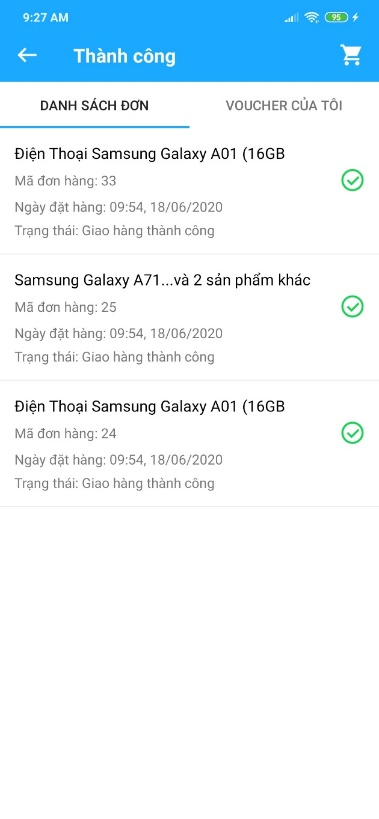 9:27 AM
95
Thành công
DANH SÁCH ĐƠN
VOUCHER CỦA TÔI
Điện Thoại Samsung Galaxy A01 (16GB
Mã đơn hàng: 33
Ngày đặt hàng: 09:54, 18/06/2020
Trạng thái: Giao hàng thành công
Samsung Galaxy A71...và 2 sản phẩm khác
Mã đơn hàng: 25
Ngày đặt hàng: 09:54, 18/06/2020
Trạng thái: Giao hàng thành công
Điện Thoại Samsung Galaxy A01 (16GB
Mã đơn hàng: 24
Ngày đặt hàng: 09:54, 18/06/2020
Trạng thái: Giao hàng thành công